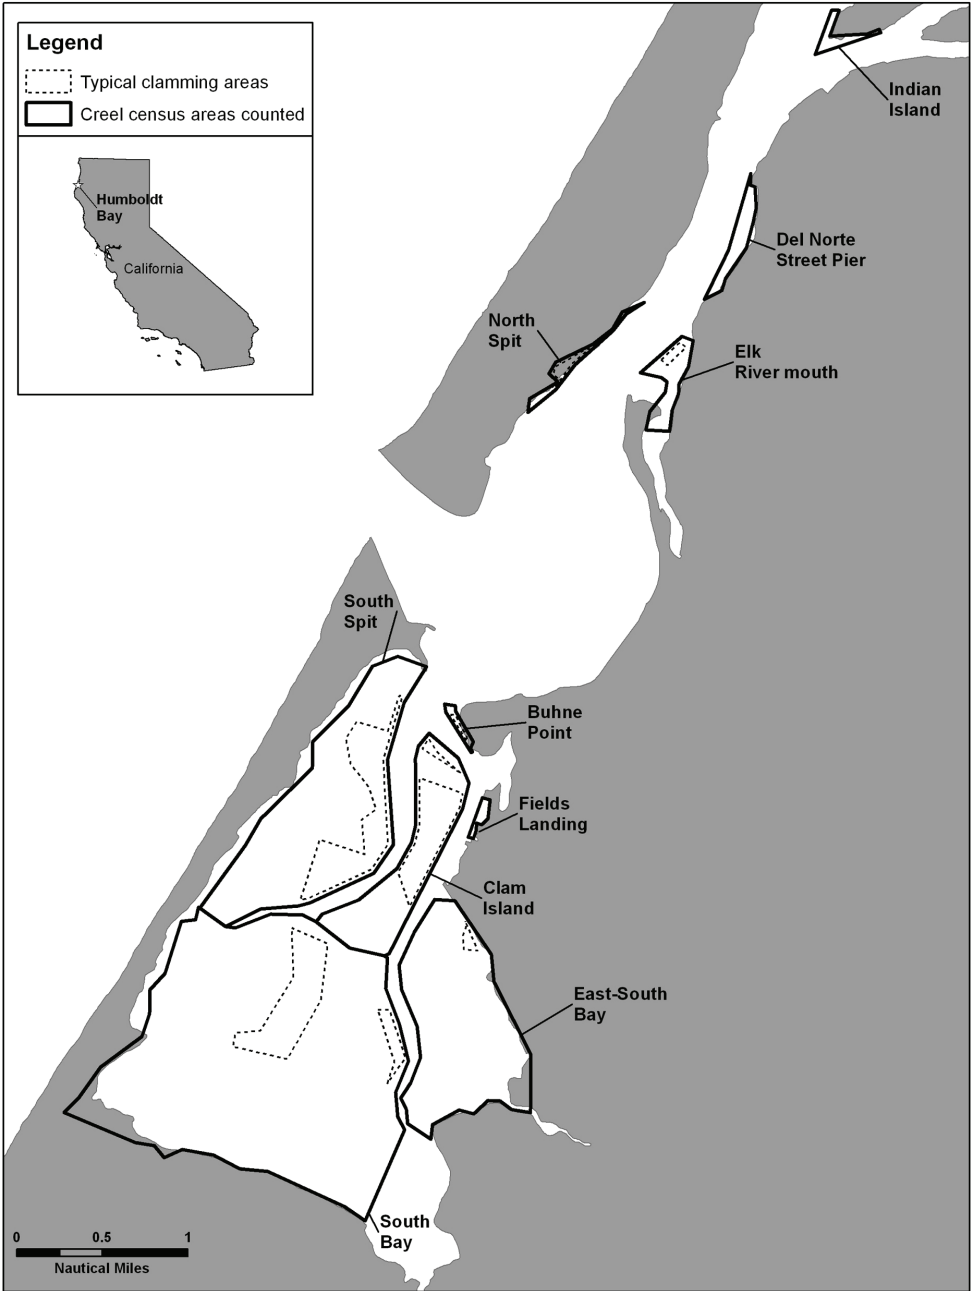 Legend
Typical clamming areas
Creel census areas counted
Humboldt
Bay
California
Indian
Island
Del Norte
Street Pier
North
Spit
Elk
River mouth
South
Spit
Buhne
Point
Fields
Landing
Clam
Island
East-South
Bay
South
Bay
0 0.5 1
Nautical Miles